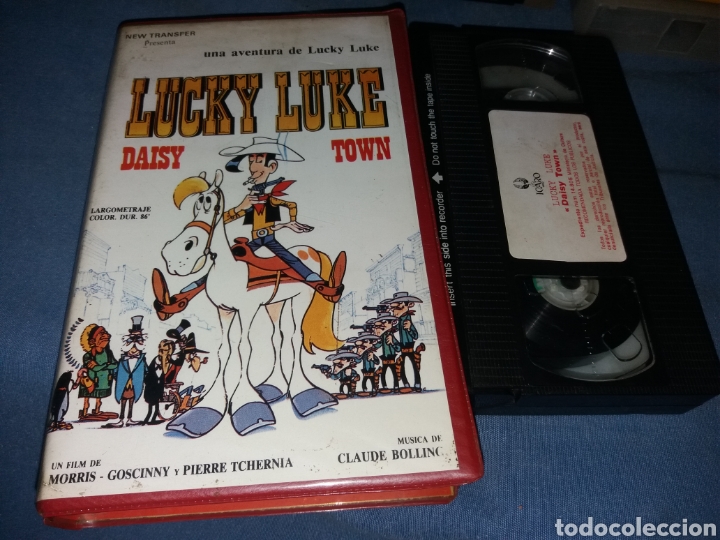 NEW TRANSFER
Presenta
una aventura de Lucky Luke
LUCKY LUKE
DAISY TOWN
LARGOMETRAJE
COLOR. DUR. 86'
UN FILM DE
MORRIS - GOSCINNY Y PIERRE TCHERNIA
MUSICA DE
CLAUDE BOLLING
Insert this side into recorder
Do not touch the tape inside
LUCKY LUKE
"Daisy Town"
todocoleccion